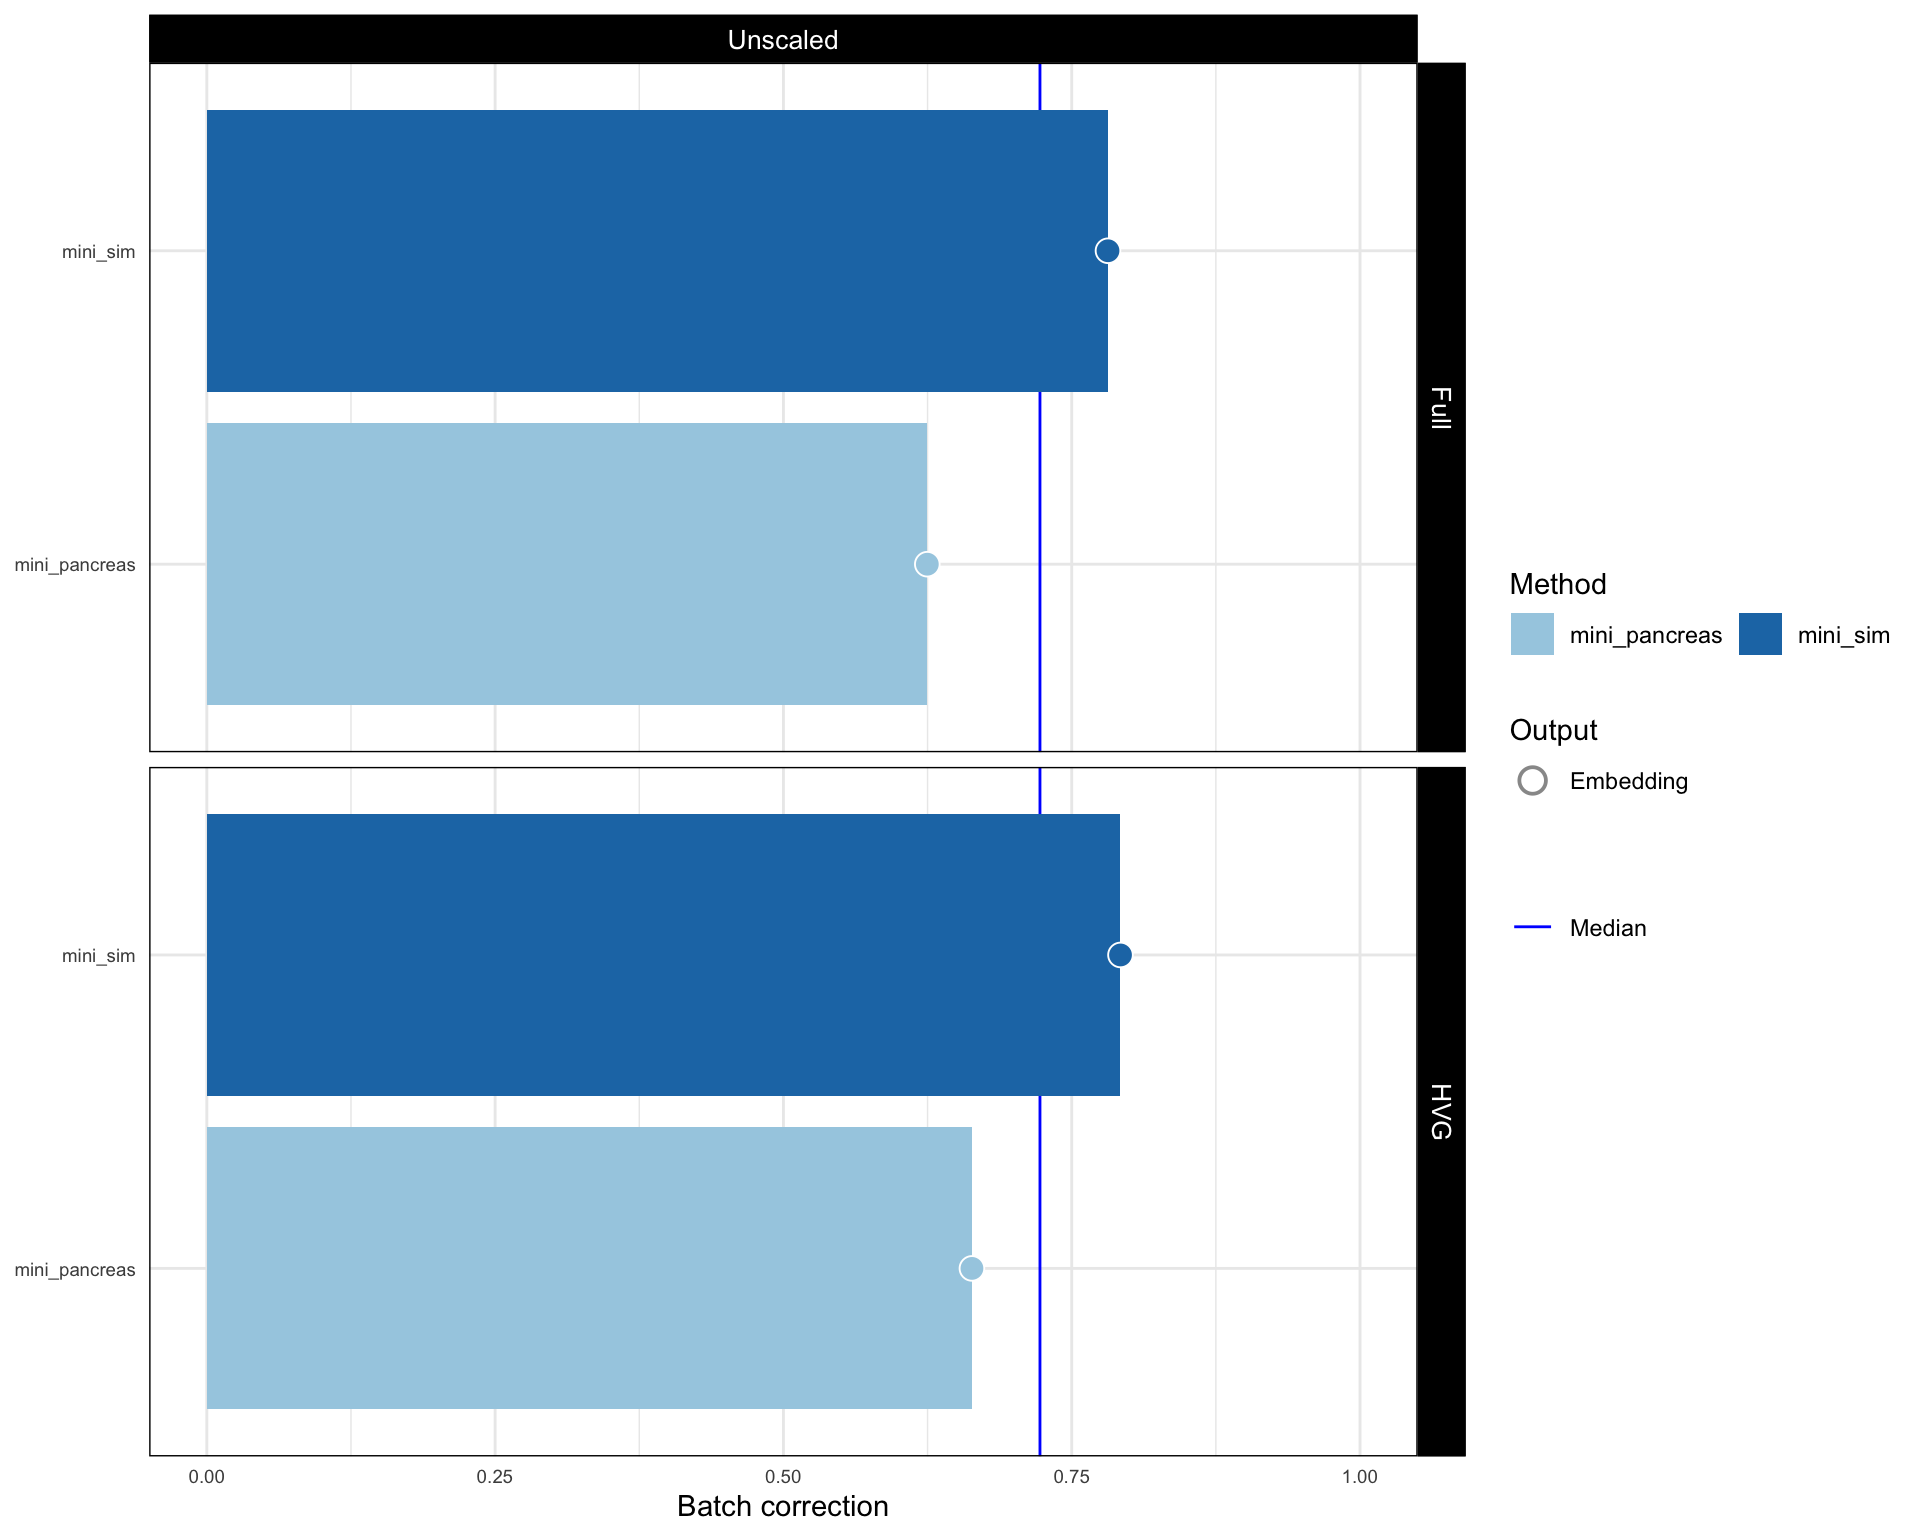 Unscaled
mini_sim
mini_pancreas
Full
mini_sim
mini_pancreas
HVG
0.00 0.25 0.50 0.75 1.00
Batch correction
Method
mini_pancreas mini_sim
Output
Embedding
Median